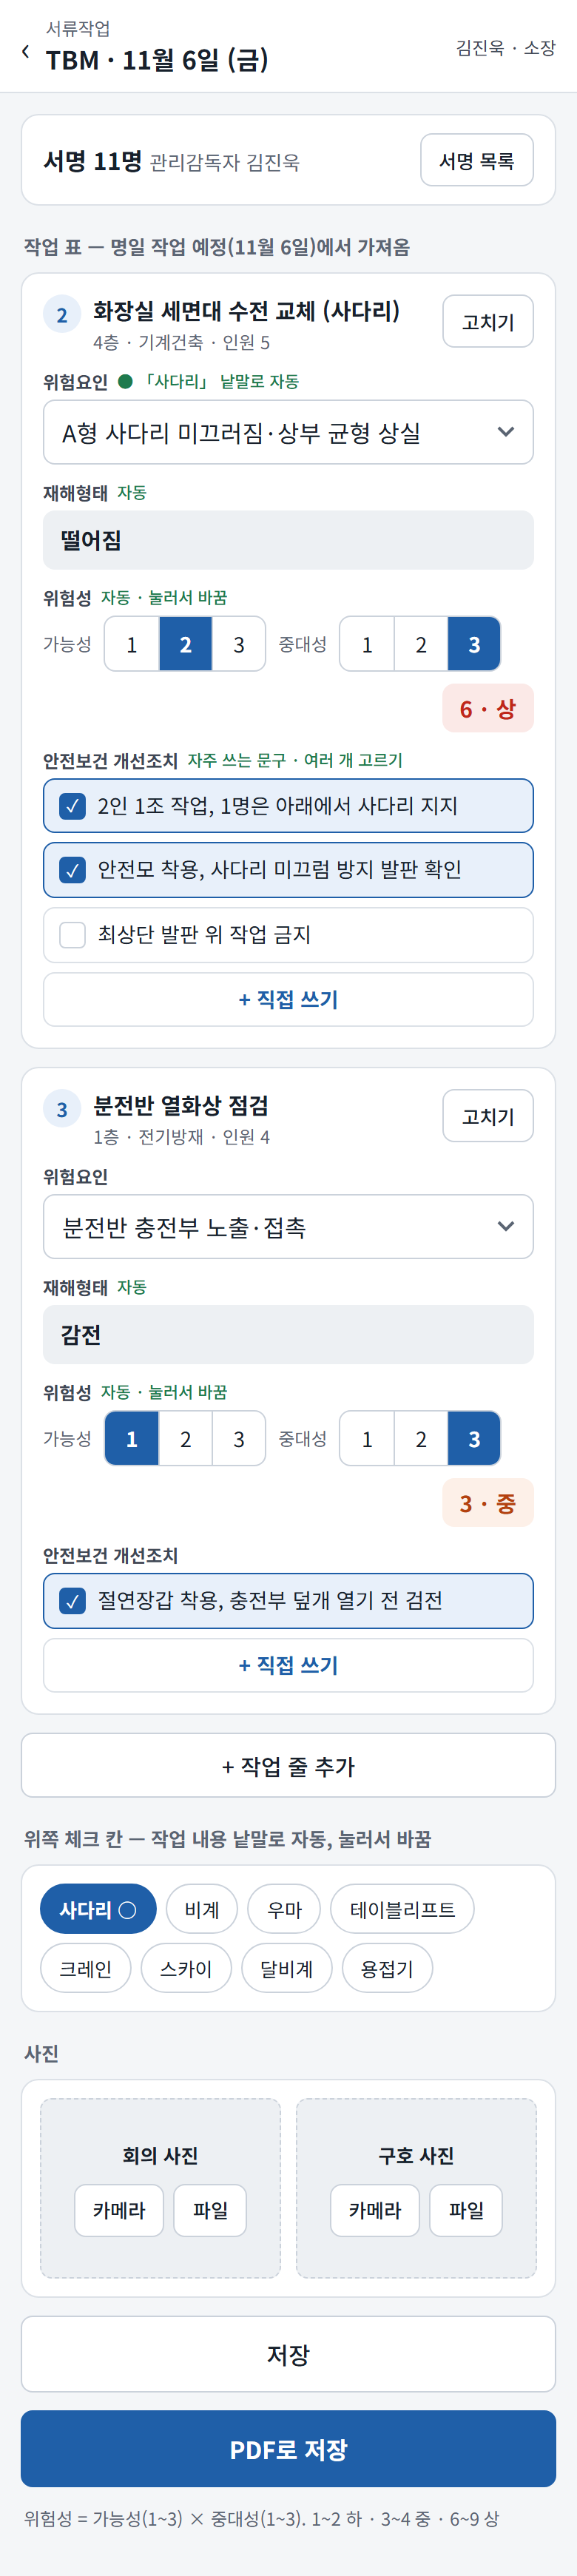 서류작업
‹ TBM · 11월 6일 (금)
김진욱 · 소장
서명 11명 관리감독자 김진욱
서명 목록
작업 표 — 명일 작업 예정(11월 6일)에서 가져옴
2 화장실 세면대 수전 교체 (사다리)
고치기
4층 · 기계건축 · 인원 5
위험요인 ● 「사다리」 낱말로 자동
A형 사다리 미끄러짐·상부 균형 상실
재해형태 자동
떨어짐
위험성 자동 · 눌러서 바꿈
가능성 1 2 3 중대성 1 2 3
6 · 상
안전보건 개선조치 자주 쓰는 문구 · 여러 개 고르기
✓ 2인 1조 작업, 1명은 아래에서 사다리 지지
✓ 안전모 착용, 사다리 미끄럼 방지 발판 확인
최상단 발판 위 작업 금지
+ 직접 쓰기
3 분전반 열화상 점검
고치기
1층 · 전기방재 · 인원 4
위험요인
분전반 충전부 노출·접촉
재해형태 자동
감전
위험성 자동 · 눌러서 바꿈
가능성 1 2 3 중대성 1 2 3
3 · 중
안전보건 개선조치
✓ 절연장갑 착용, 충전부 덮개 열기 전 검전
+ 직접 쓰기
+ 작업 줄 추가
위쪽 체크 칸 — 작업 내용 낱말로 자동, 눌러서 바꿈
사다리 ○ 비계 우마 테이블리프트
크레인 스카이 달비계 용접기
사진
회의 사진 구호 사진
카메라 파일 카메라 파일
저장
PDF로 저장
위험성 = 가능성(1~3) × 중대성(1~3). 1~2 하 · 3~4 중 · 6~9 상